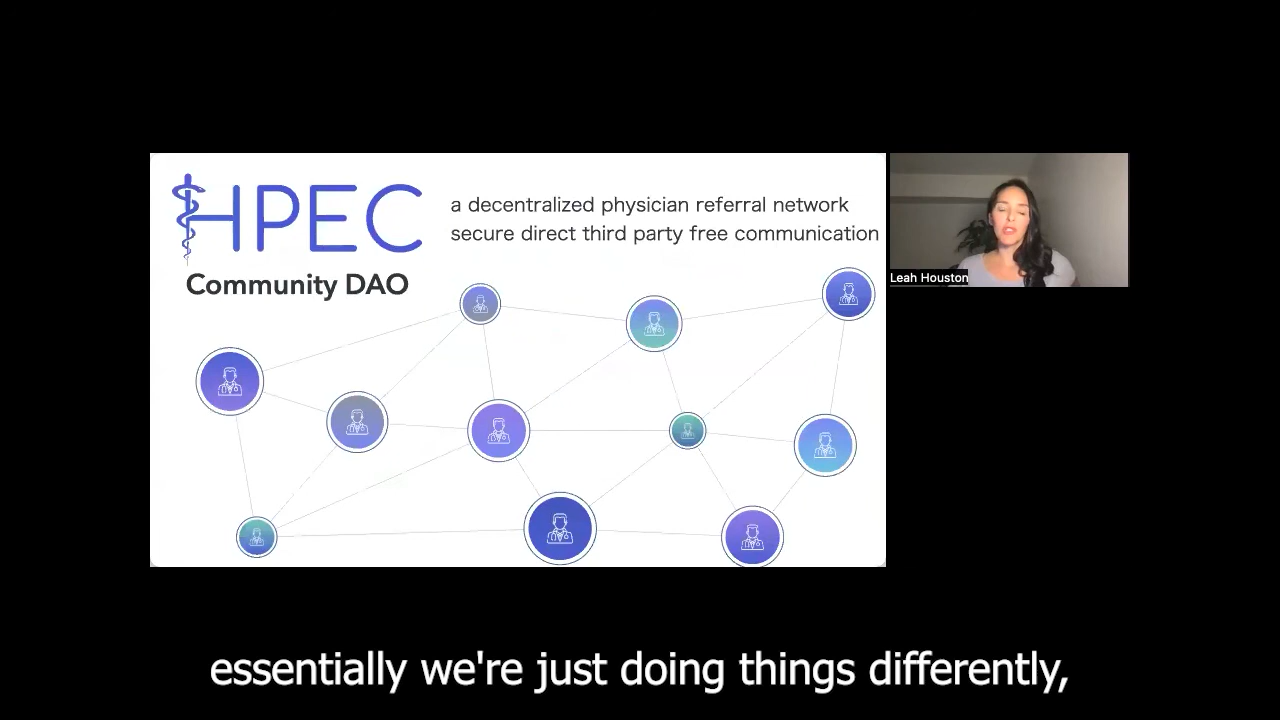 HPEC
Community DAO
a decentralized physician referral network
secure direct third party free communication
Leah Houston
essentially we're just doing things differently,